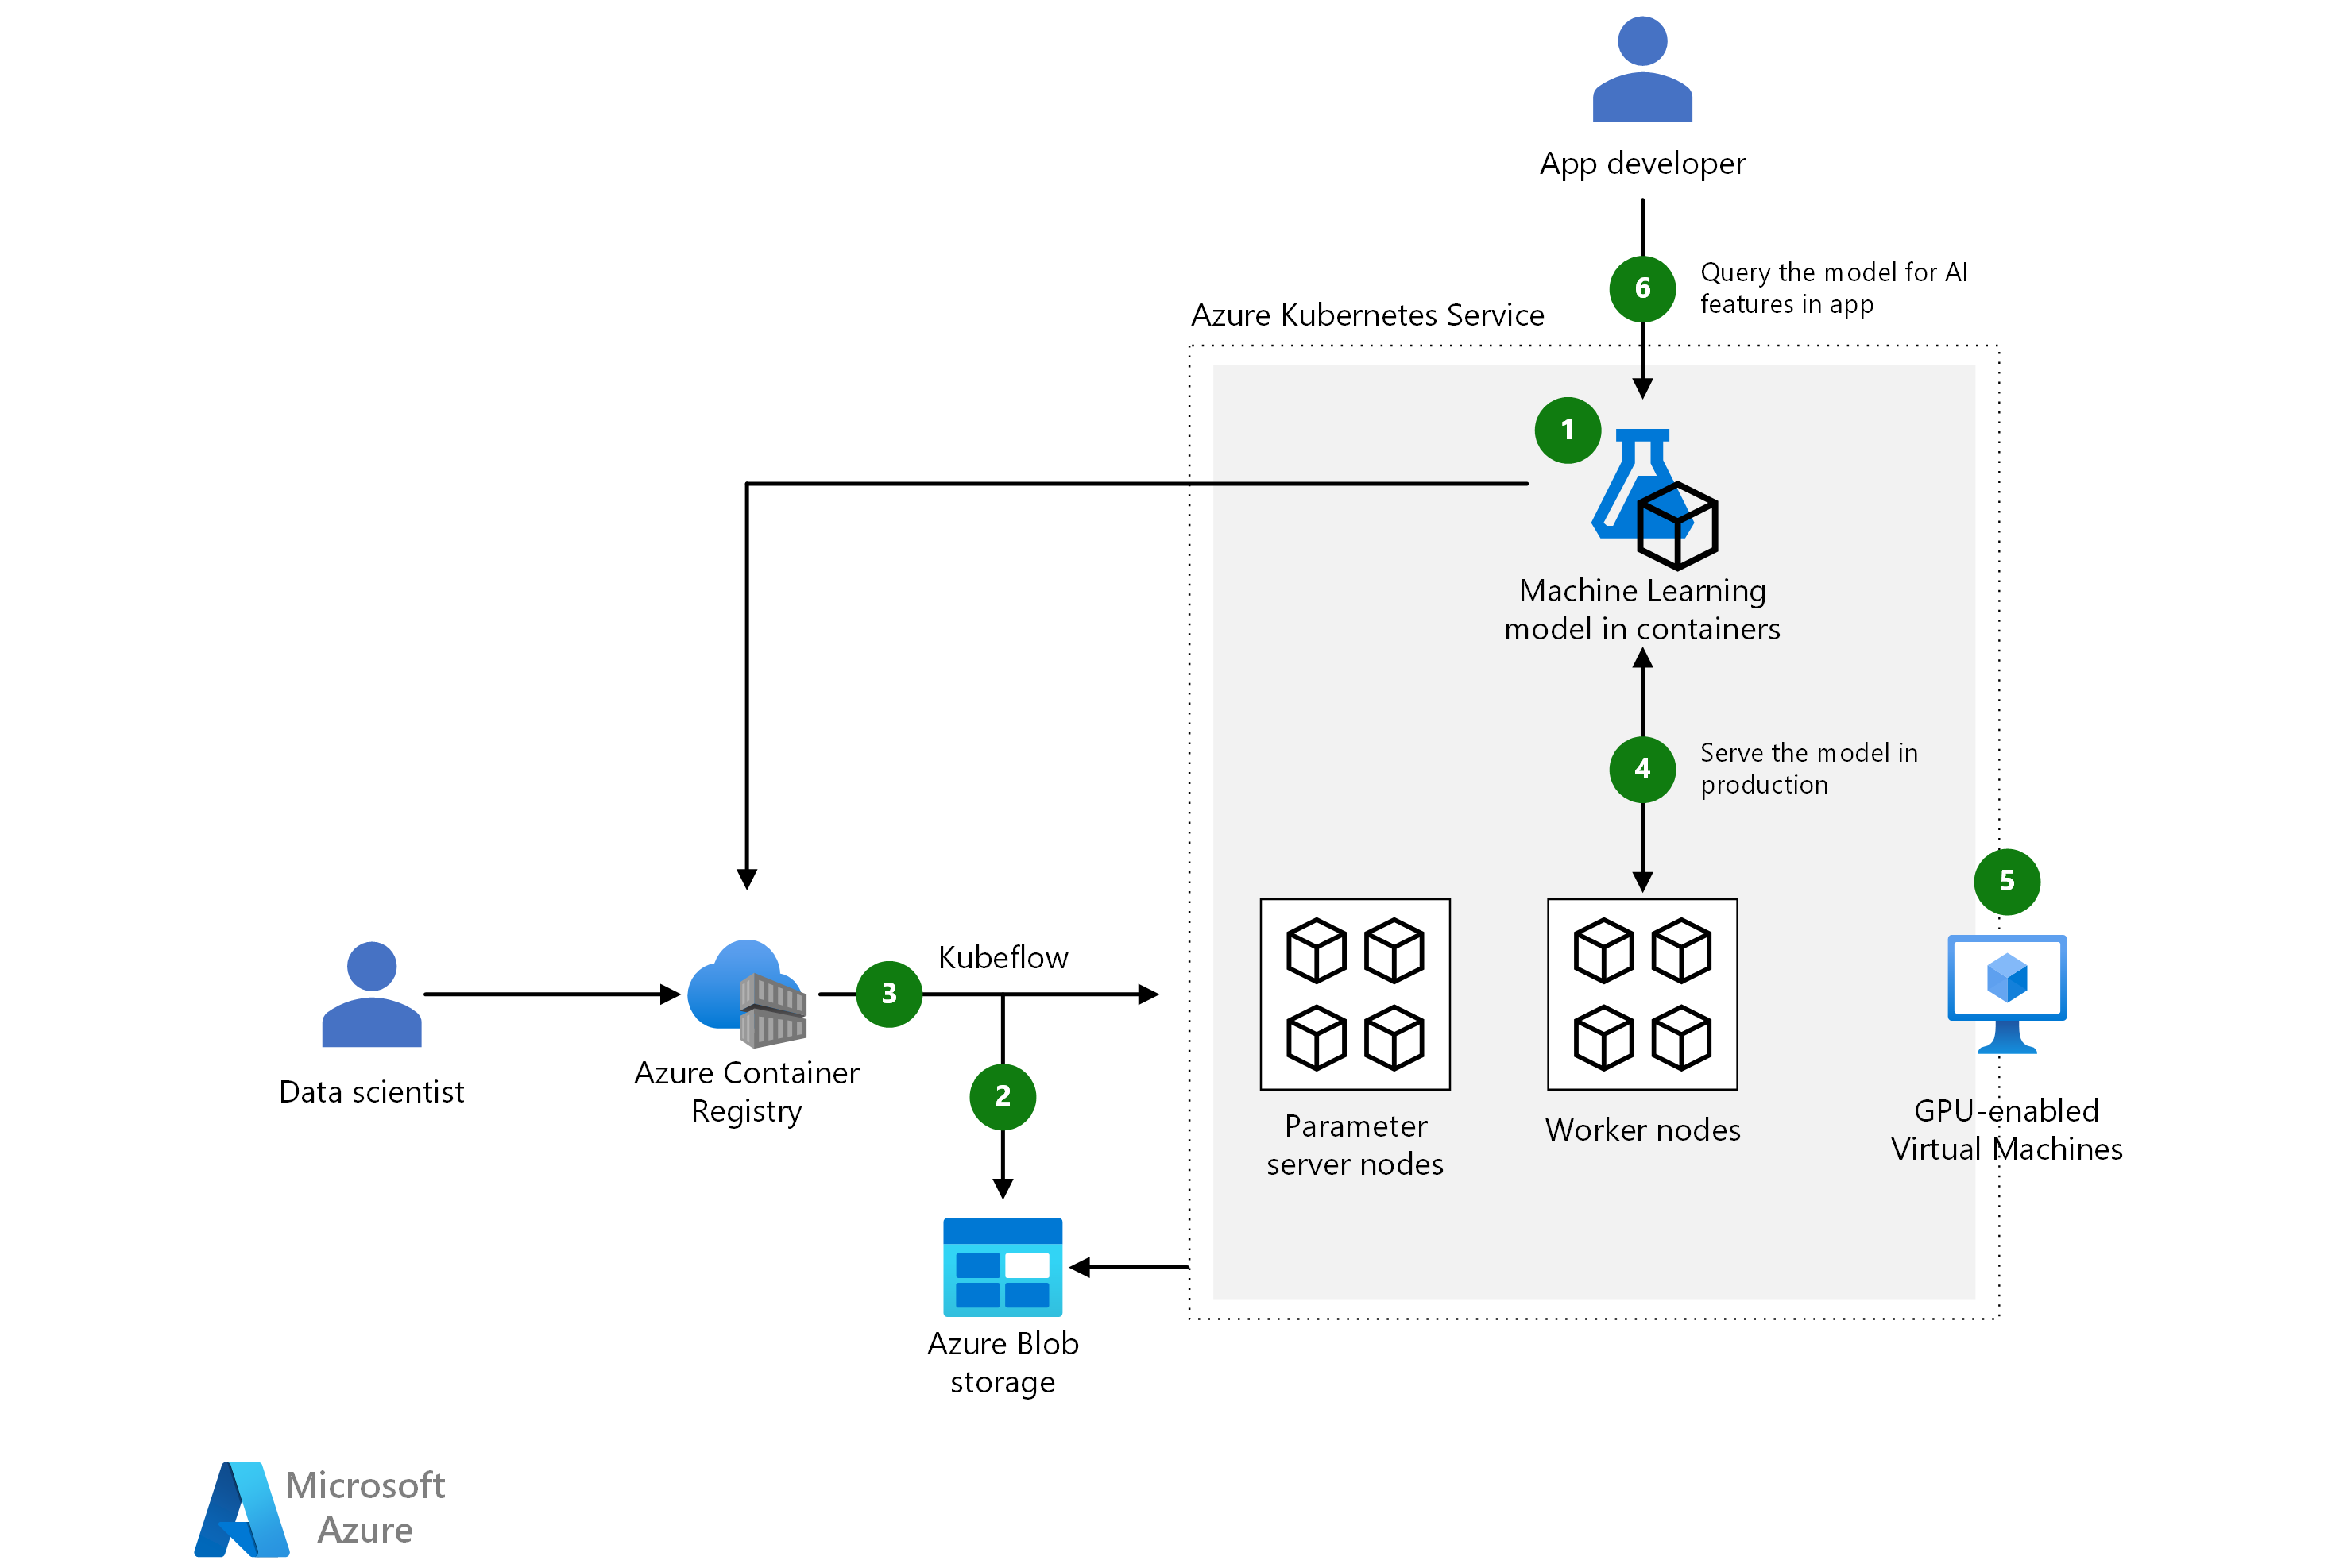 App developer
6
Query the model for AI
features in app
Azure Kubernetes Service
1
Machine Learning
model in containers
4
Serve the model in
production
5
Kubeflow
3
Data scientist
Azure Container
Registry
2
Parameter
server nodes
Worker nodes
GPU-enabled
Virtual Machines
Azure Blob
storage
Microsoft
Azure